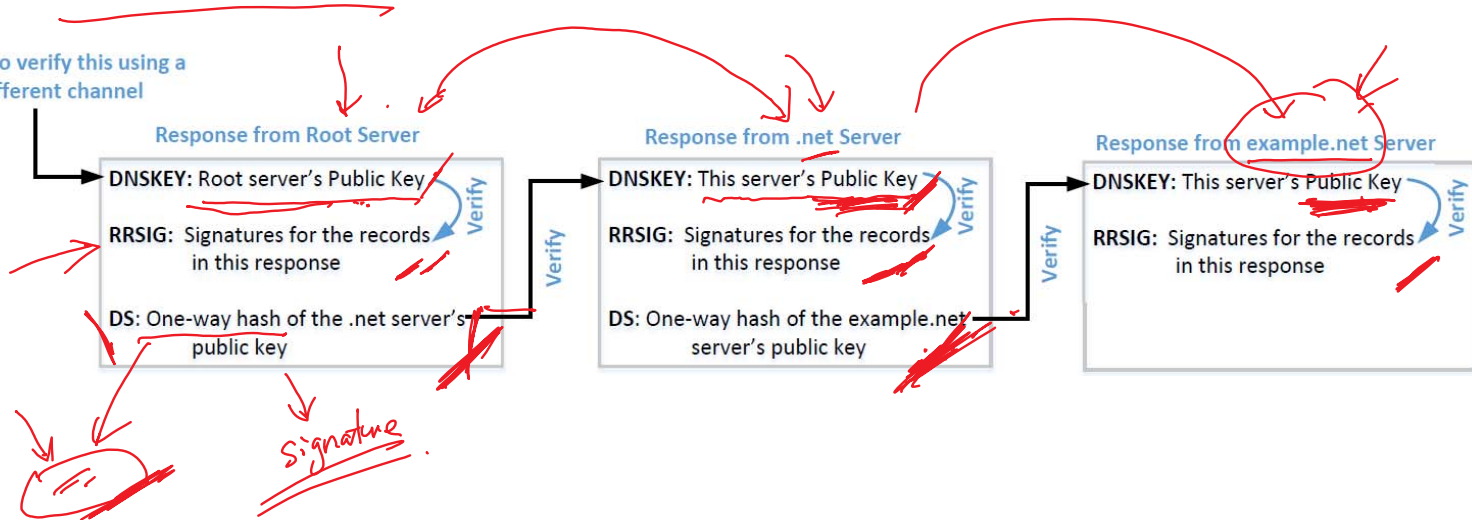 o verify this using a
fferent channel
Response from Root Server
DNSKEY: Root server's Public Key
Verify
RRSIG: Signatures for the records
in this response
DS: One-way hash of the .net server's
public key
Verify
Response from .net Server
DNSKEY: This server's Public Key
Verify
RRSIG: Signatures for the records
in this response
DS: One-way hash of the example.net
server's public key
Verify
Response from example.net Server
DNSKEY: This server's Public Key
Verify
RRSIG: Signatures for the records
in this response
Signature